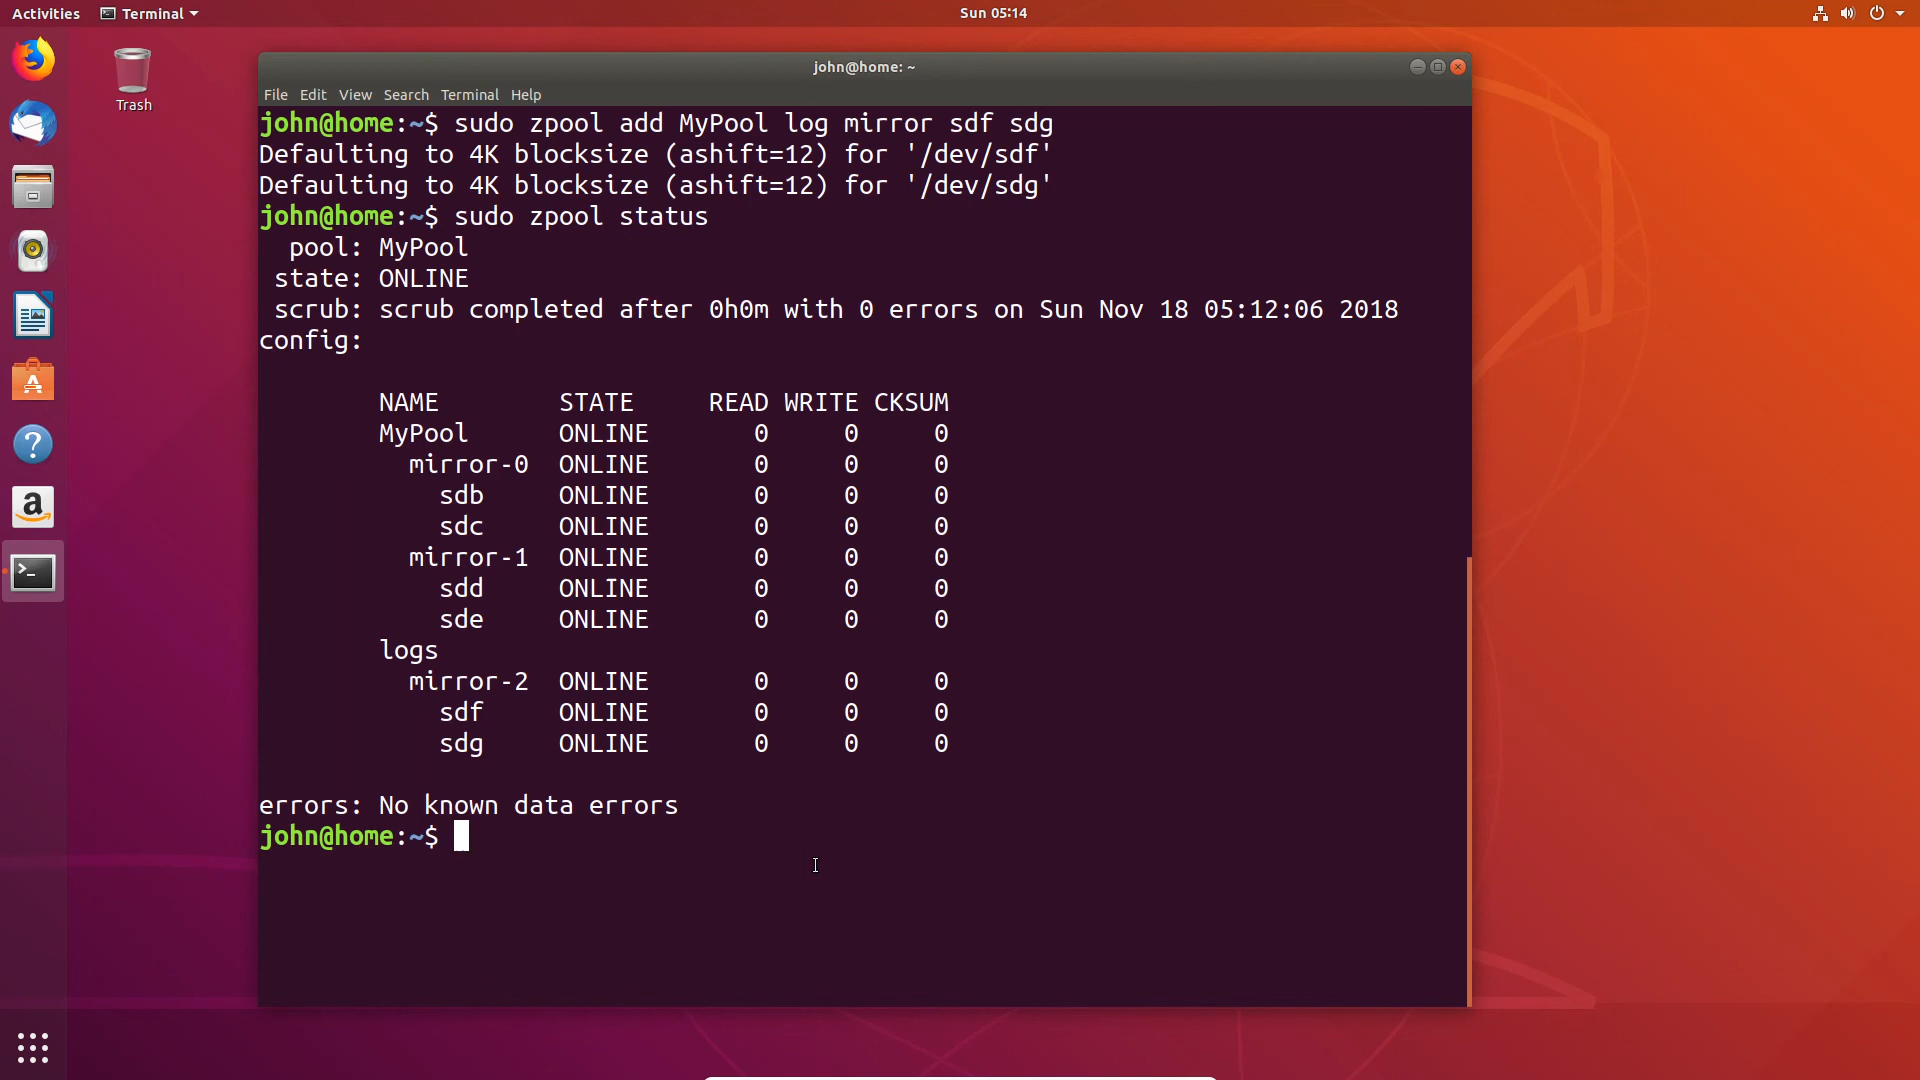 Activities Terminal Sun 05:14
Trash
john@home: ~
File Edit View Search Terminal Help
john@home:~$ sudo zpool add MyPool log mirror sdf sdg
Defaulting to 4K blocksize (ashift=12) for '/dev/sdf'
Defaulting to 4K blocksize (ashift=12) for '/dev/sdg'
john@home:~$ sudo zpool status
pool: MyPool
state: ONLINE
scrub: scrub completed after 0h0m with 0 errors on Sun Nov 18 05:12:06 2018
config:
NAME STATE READ WRITE CKSUM
MyPool ONLINE 0 0 0
mirror-0 ONLINE 0 0 0
sdb ONLINE 0 0 0
sdc ONLINE 0 0 0
mirror-1 ONLINE 0 0 0
sdd ONLINE 0 0 0
sde ONLINE 0 0 0
logs
mirror-2 ONLINE 0 0 0
sdf ONLINE 0 0 0
sdg ONLINE 0 0 0
errors: No known data errors
john@home:~$